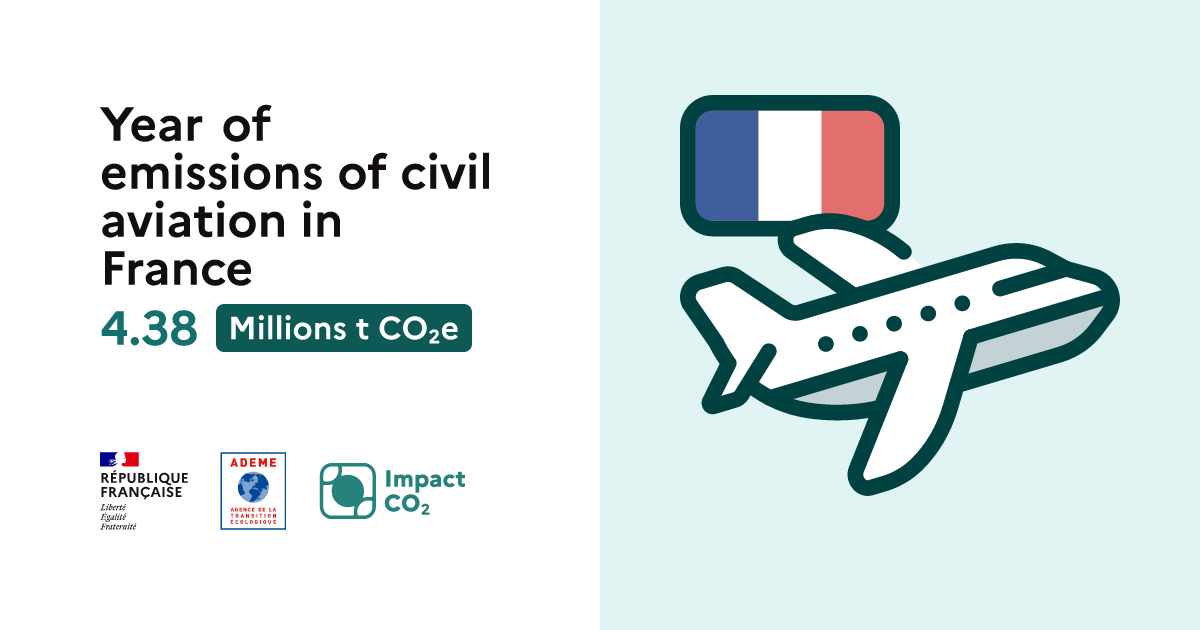 Year of
emissions of civil
aviation in
France
4.38 Millions t CO₂e
RÉPUBLIQUE
FRANÇAISE
Liberté
Égalité
Fraternité
ADEME
AGENCE DE LA
TRANSITION
ÉCOLOGIQUE
Impact
CO₂